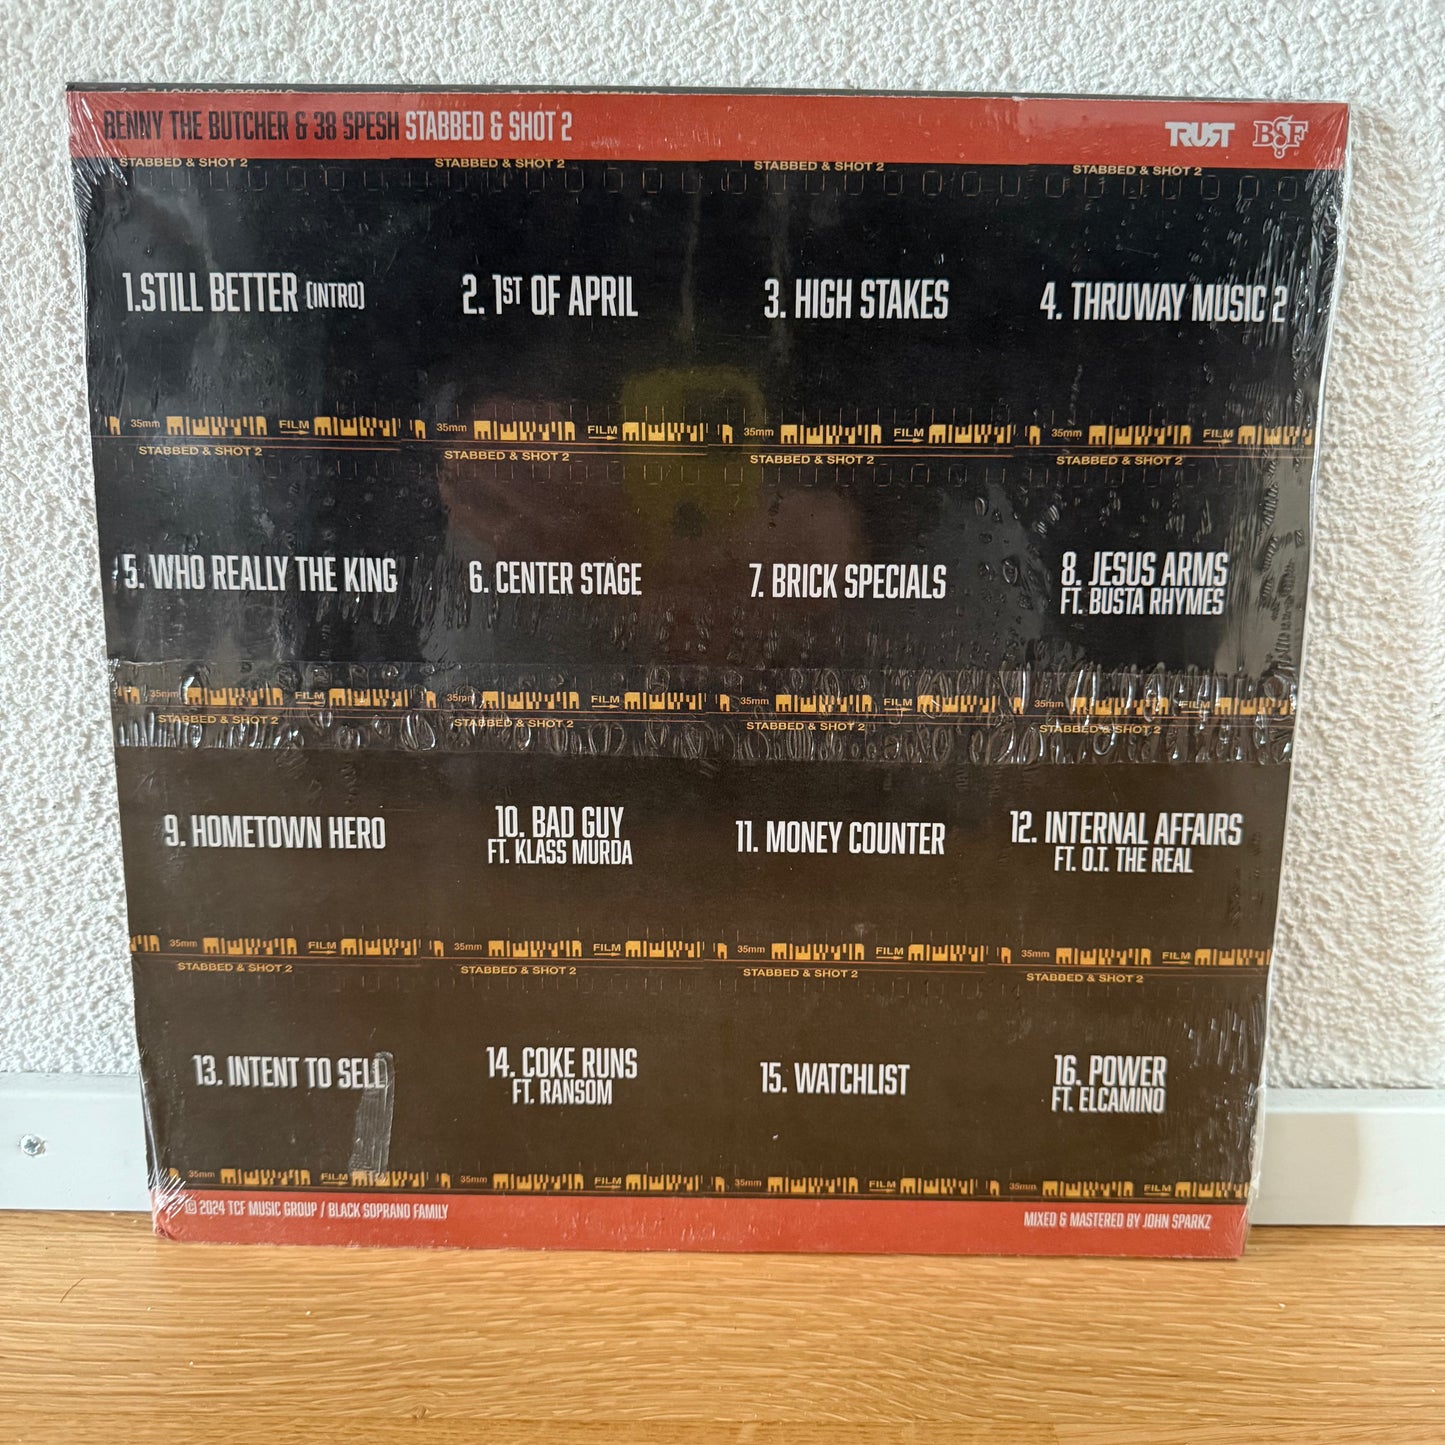 BENNY THE BUTCHER & 38 SPESH STABBED & SHOT 2
TRUST BSF
STABBED & SHOT 2 STABBED & SHOT 2 STABBED & SHOT 2 STABBED & SHOT 2
1.STILL BETTER (INTRO)
2. 1ST OF APRIL
3. HIGH STAKES
4. THRUWAY MUSIC 2
35mm FILM 35mm FILM 35mm FILM 35mm FILM
STABBED & SHOT 2 STABBED & SHOT 2 STABBED & SHOT 2 STABBED & SHOT 2
5. WHO REALLY THE KING
6. CENTER STAGE
7. BRICK SPECIALS
8. JESUS ARMS
FT. BUSTA RHYMES
35mm FILM 35mm FILM 35mm FILM 35mm FILM
STABBED & SHOT 2 STABBED & SHOT 2 STABBED & SHOT 2 STABBED & SHOT 2
9. HOMETOWN HERO
10. BAD GUY
FT. KLASS MURDA
11. MONEY COUNTER
12. INTERNAL AFFAIRS
FT. O.T. THE REAL
35mm FILM 35mm FILM 35mm FILM 35mm FILM
STABBED & SHOT 2 STABBED & SHOT 2 STABBED & SHOT 2 STABBED & SHOT 2
13. INTENT TO SELL
14. COKE RUNS
FT. RANSOM
15. WATCHLIST
16. POWER
FT. ELCAMINO
35mm FILM 35mm FILM 35mm FILM 35mm FILM
© 2024 TCF MUSIC GROUP / BLACK SOPRANO FAMILY
MIXED & MASTERED BY JOHN SPARKZ